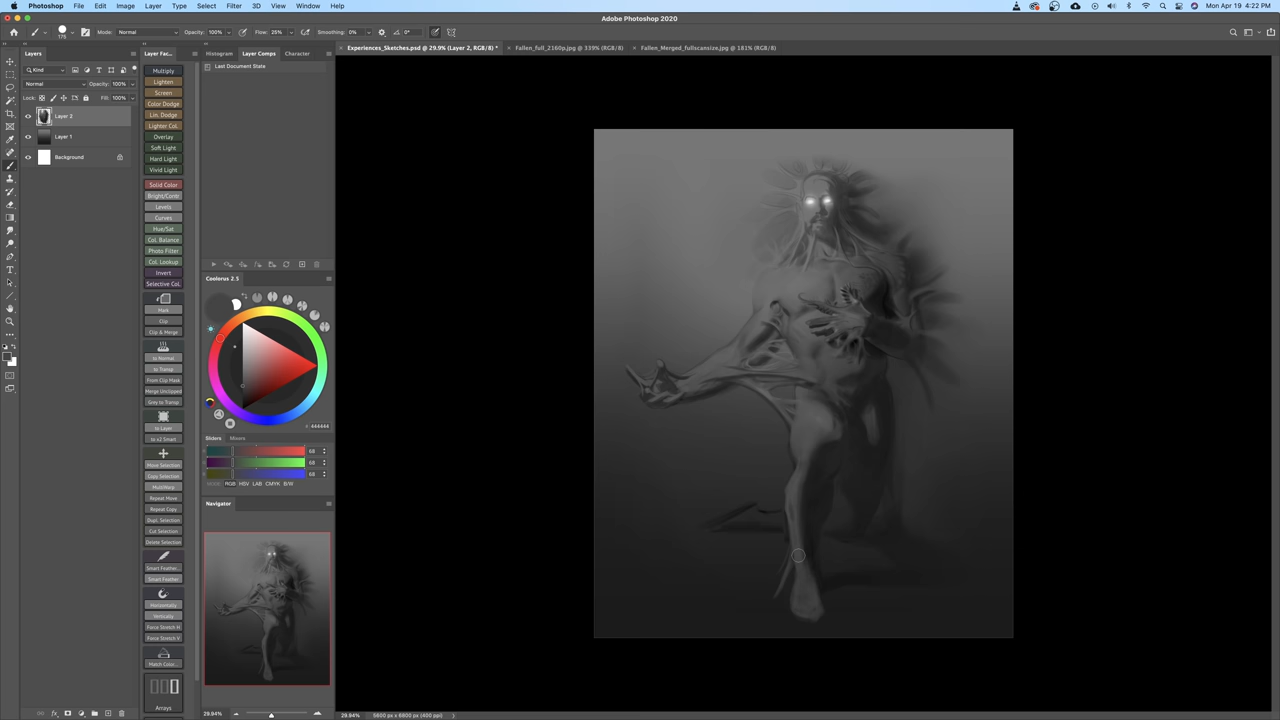 Photoshop File Edit Image Layer Type Select Filter 3D View Window Help Mon Apr 19 4:22 PM
Adobe Photoshop 2020
175 Mode: Normal Opacity: 100% Flow: 25% Smoothing: 0% 0°
Experiences_Sketches.psd @ 29.9% (Layer 2, RGB/8) * Fallen_full_2160p.jpg @ 339% (RGB/8) Fallen_Merged_fullscansize.jpg @ 181% (RGB/8)
Layers
Kind
Normal Opacity: 100%
Lock: Fill: 100%
Layer 2
Layer 1
Background
Layer Fac...
Multiply
Lighten
Screen
Color Dodge
Lin. Dodge
Lighter Col.
Overlay
Soft Light
Hard Light
Vivid Light
Solid Color
Bright/Contr
Levels
Curves
Hue/Sat
Col. Balance
Photo Filter
Col. Lookup
Invert
Selective Col.
Mask
Clip
Clip & Merge
to Normal
to Transp
From Clip Mask
Merge Unclipped
Grey to Transp
to Layer
to x2 Smart
Move Selection
Copy Selection
MultiWarp
Repeat Move
Repeat Copy
Dupl. Selection
Cut Selection
Delete Selection
Smart Feather...
Smart Feather
Horizontally
Vertically
Force Stretch H
Force Stretch V
Match Color...
Arrays
Histogram Layer Comps Character
Last Document State
Coolorus 2.5
# 444444
Sliders Mixers
68
68
68
RGB HSV LAB CMYK B/W
Navigator
29.94%
29.94% 5600 px x 6900 px (400 ppi)